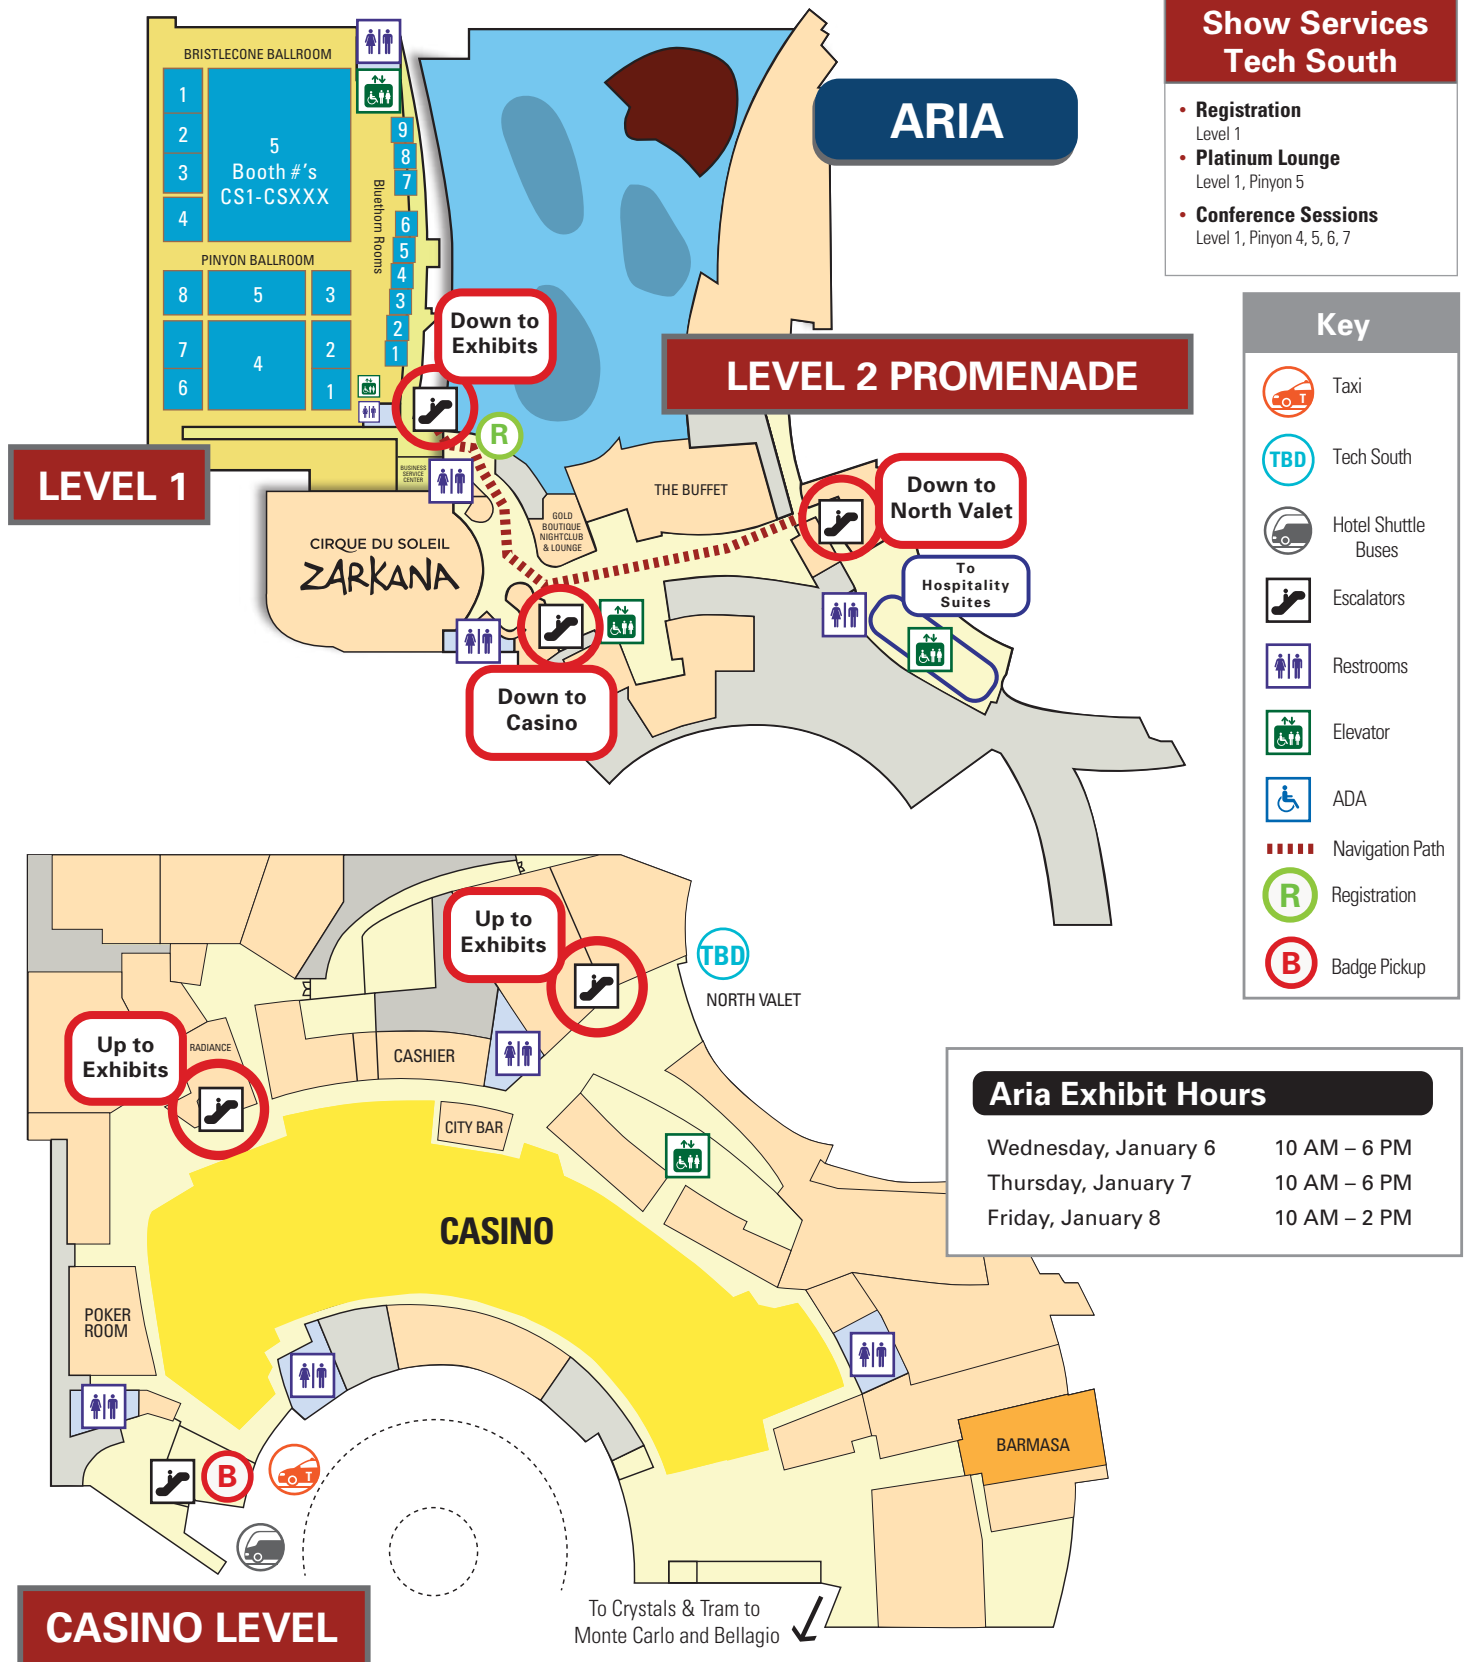 Show Services
Tech South
• Registration
Level 1
• Platinum Lounge
Level 1, Pinyon 5
• Conference Sessions
Level 1, Pinyon 4, 5, 6, 7
ARIA
BRISTLECONE BALLROOM
1
2
3
4
5
Booth #'s
CS1-CSXXX
Bluethorn Rooms
9
8
7
6
5
4
3
2
1
PINYON BALLROOM
8
5
3
7
4
2
6
1
Down to
Exhibits
LEVEL 2 PROMENADE
R
LEVEL 1
BUSINESS
SERVICE
CENTER
THE BUFFET
GOLD
BOUTIQUE
NIGHTCLUB
& LOUNGE
Down to
North Valet
CIRQUE DU SOLEIL
ZARKANA
To
Hospitality
Suites
Down to
Casino
Key
T
Taxi
TBD
Tech South
Hotel Shuttle
Buses
Escalators
Restrooms
Elevator
ADA
Navigation Path
R
Registration
B
Badge Pickup
Up to
Exhibits
TBD
NORTH VALET
Up to
Exhibits
RADIANCE
CASHIER
CITY BAR
CASINO
POKER
ROOM
B
T
BARMASA
Aria Exhibit Hours
Wednesday, January 6 10 AM – 6 PM
Thursday, January 7 10 AM – 6 PM
Friday, January 8 10 AM – 2 PM
CASINO LEVEL
To Crystals & Tram to
Monte Carlo and Bellagio